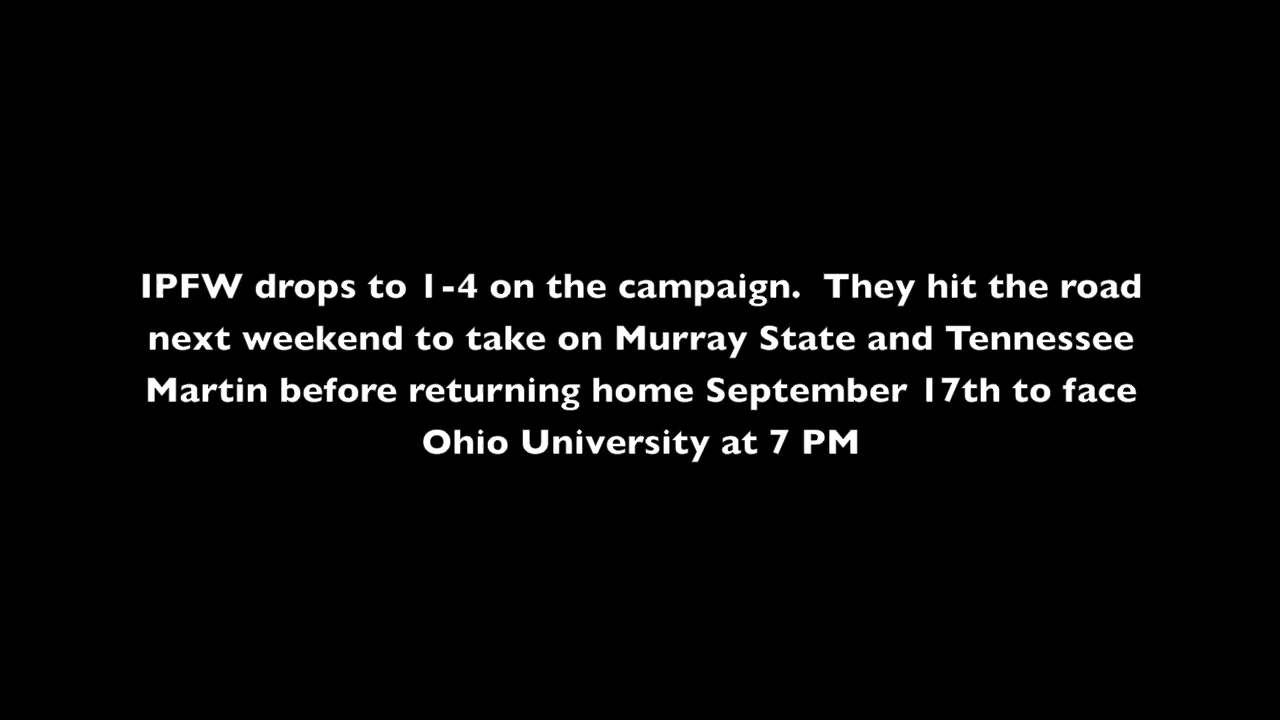 IPFW drops to 1-4 on the campaign.  They hit the road
next weekend to take on Murray State and Tennessee
Martin before returning home September 17th to face
Ohio University at 7 PM